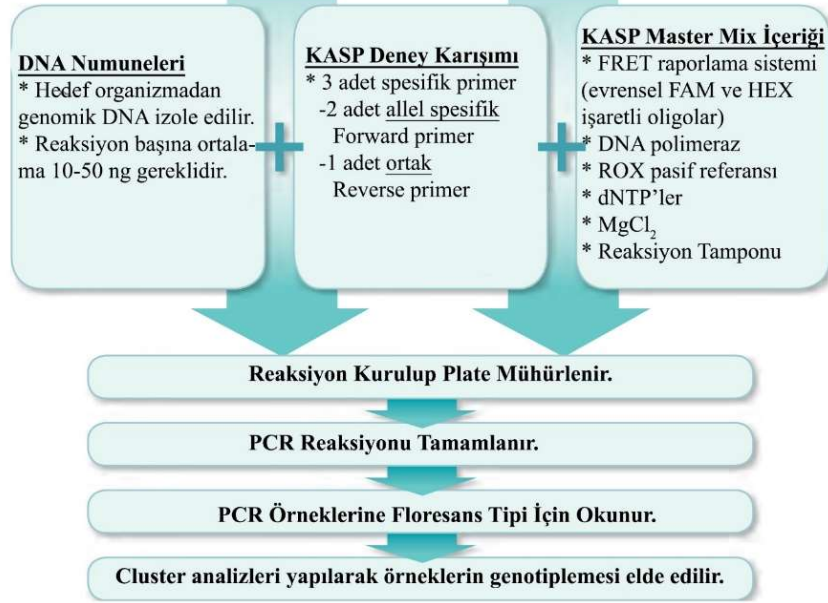 DNA Numuneleri
* Hedef organizmadan
genomik DNA izole edilir.
* Reaksiyon başına ortala-
ma 10-50 ng gereklidir.
+
KASP Deney Karışımı
* 3 adet spesifik primer
-2 adet allel spesifik
Forward primer
-1 adet ortak
Reverse primer
+
KASP Master Mix İçeriği
* FRET raporlama sistemi
(evrensel FAM ve HEX
işaretli oligolar)
* DNA polimeraz
* ROX pasif referansı
* dNTP’ler
* MgCl₂
* Reaksiyon Tamponu
Reaksiyon Kurulup Plate Mühürlenir.
PCR Reaksiyonu Tamamlanır.
PCR Örneklerine Floresans Tipi İçin Okunur.
Cluster analizleri yapılarak örneklerin genotiplemesi elde edilir.